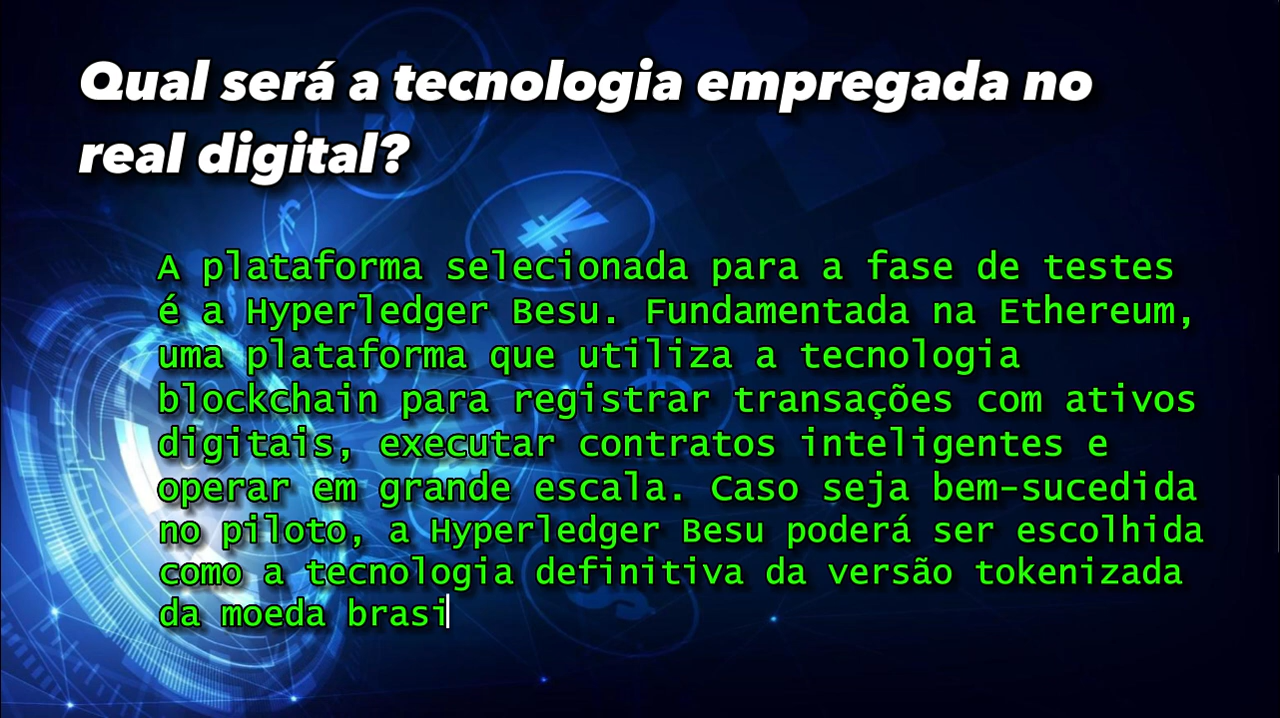 Qual será a tecnologia empregada no
real digital?
A plataforma selecionada para a fase de testes
é a Hyperledger Besu. Fundamentada na Ethereum,
uma plataforma que utiliza a tecnologia
blockchain para registrar transações com ativos
digitais, executar contratos inteligentes e
operar em grande escala. Caso seja bem-sucedida
no piloto, a Hyperledger Besu poderá ser escolhida
como a tecnologia definitiva da versão tokenizada
da moeda brasi